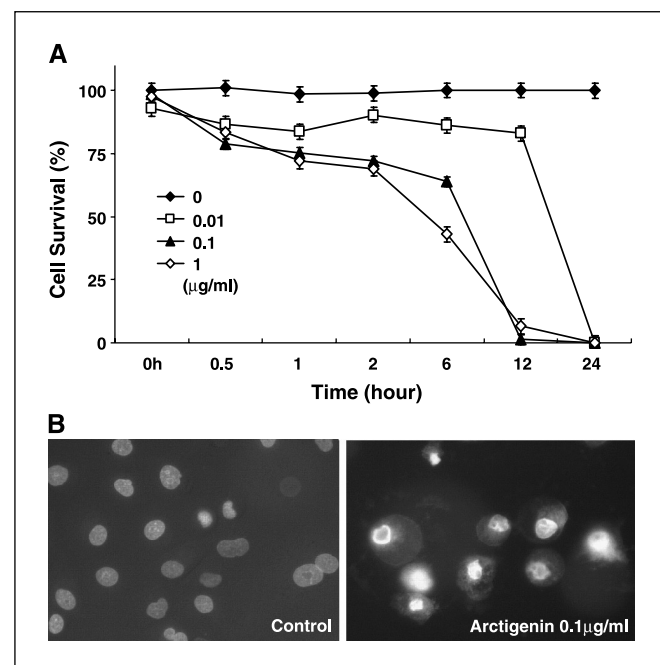 A
100
75
50
25
0
Cell Survival (%)
0
0.01
0.1
1
(μg/ml)
0h 0.5 1 2 6 12 24
Time (hour)
B
Control
Arctigenin 0.1μg/ml